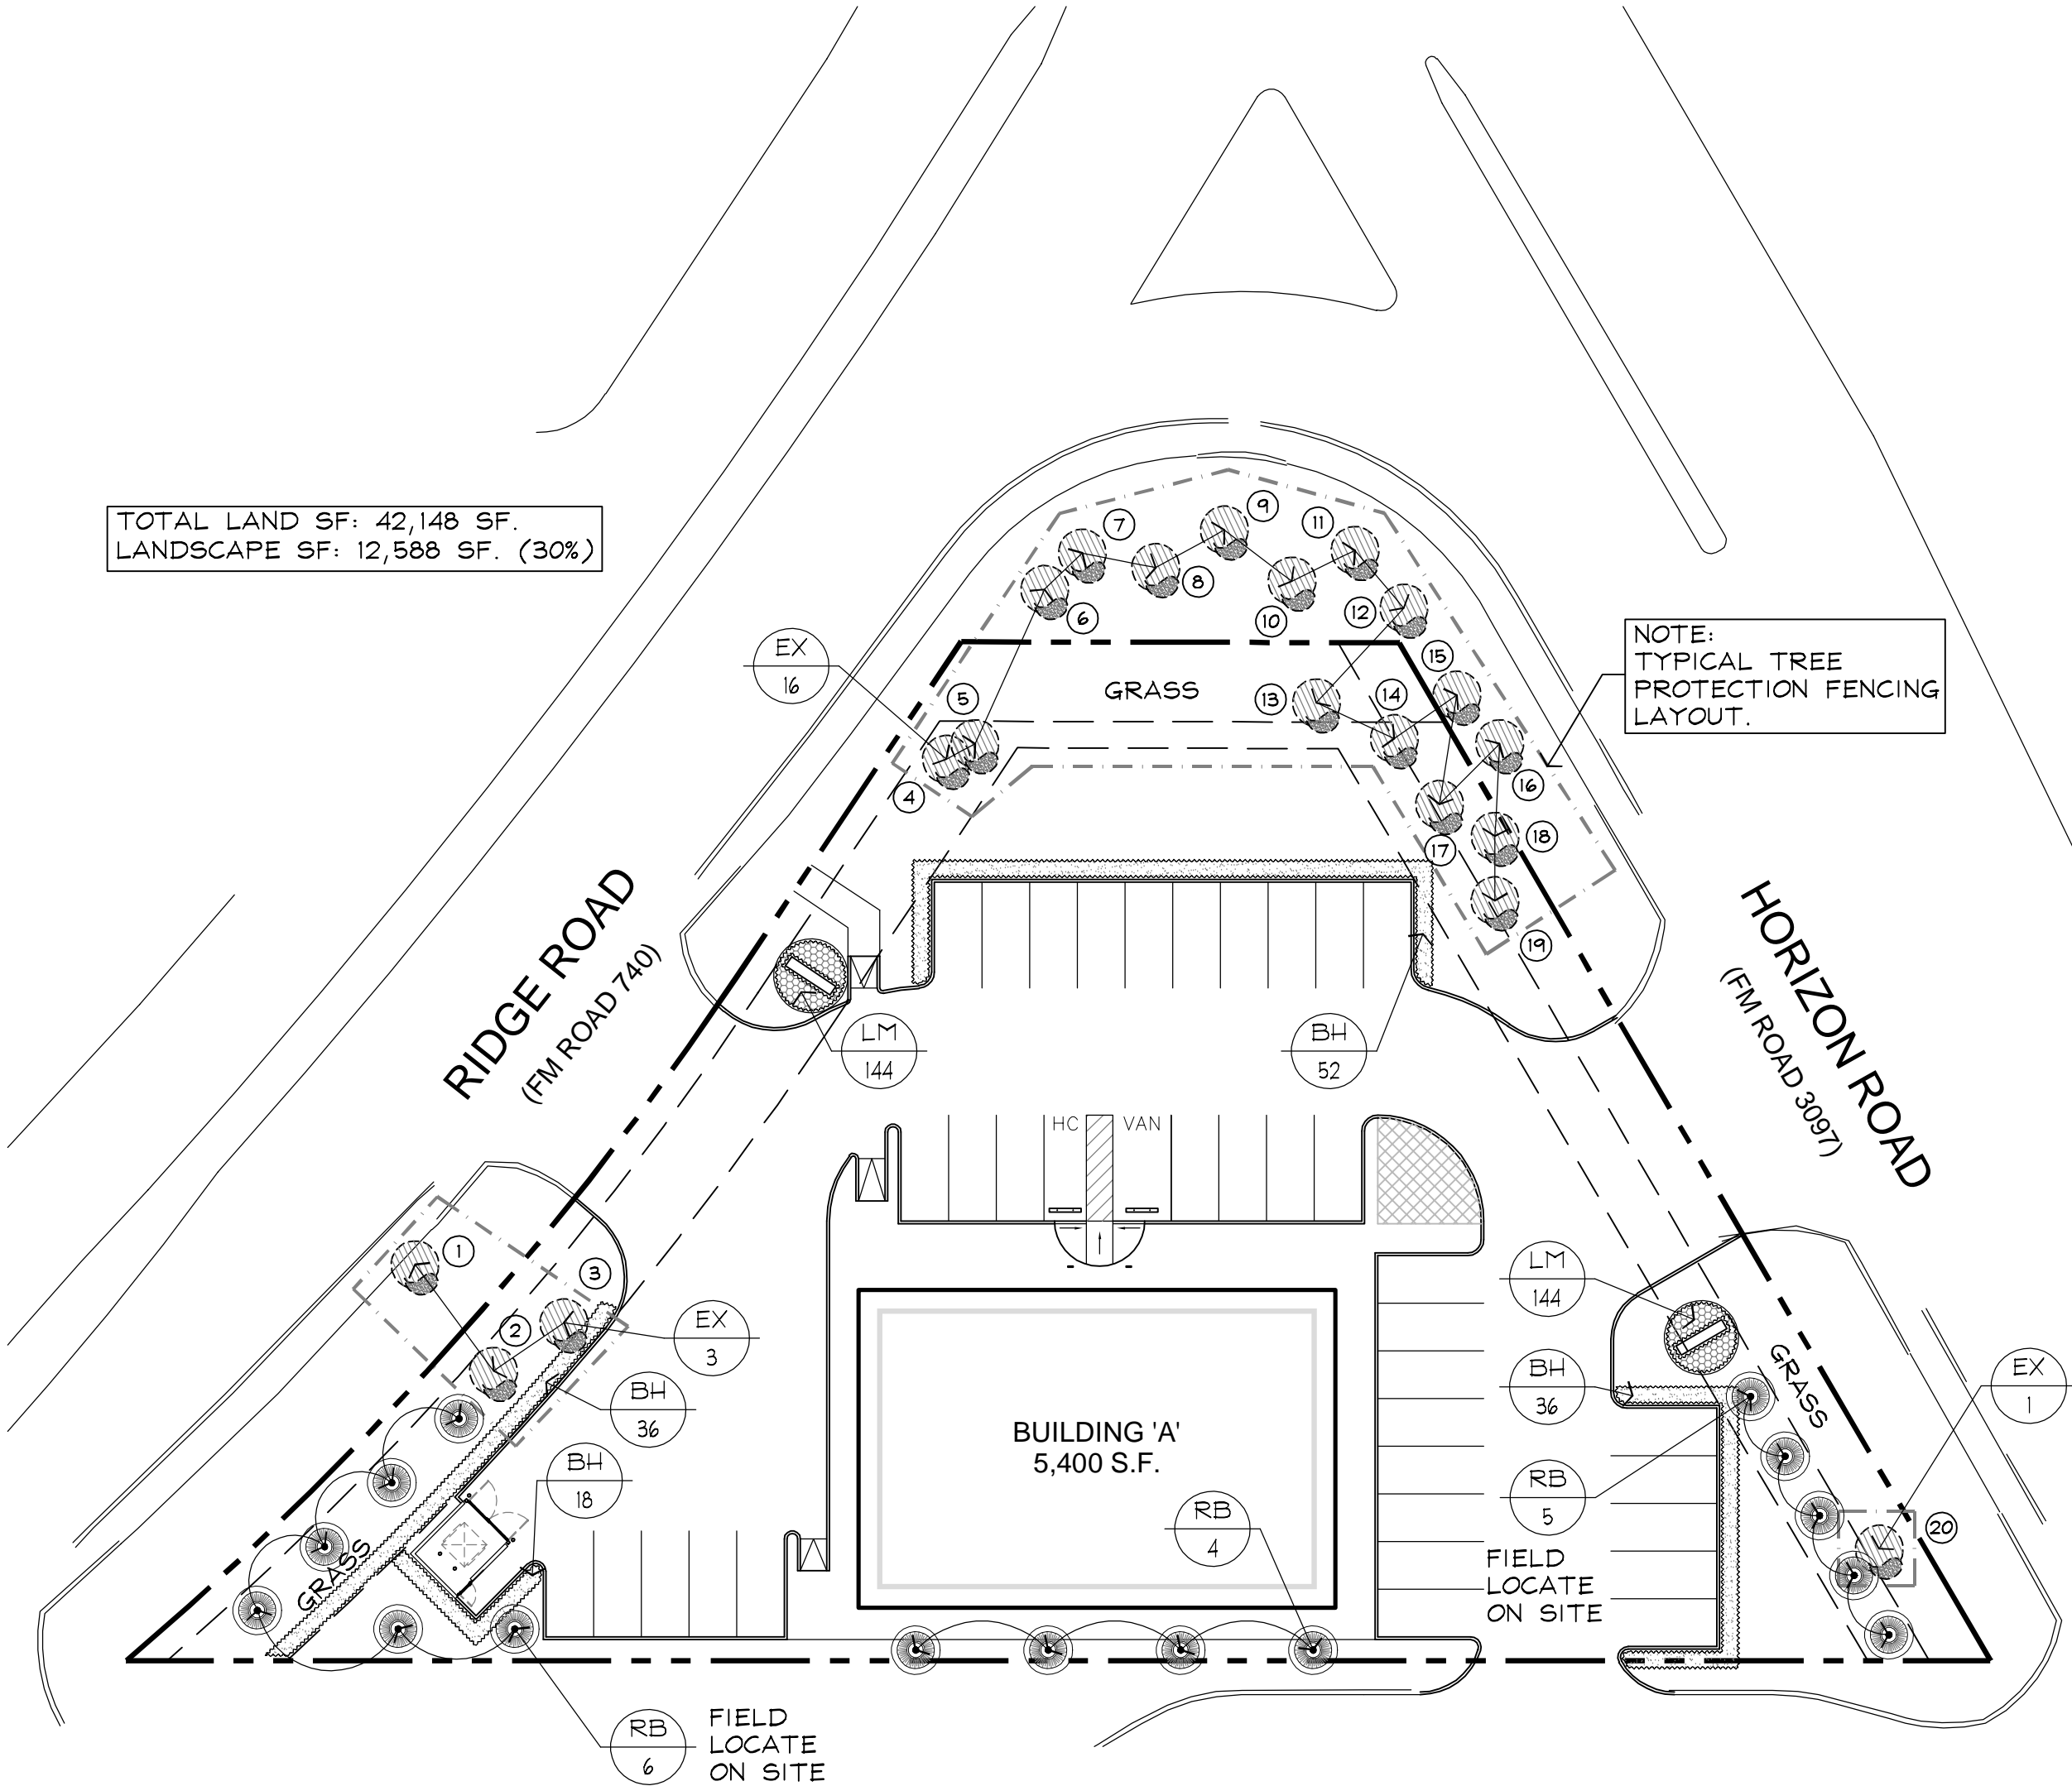 TOTAL LAND SF: 42,148 SF.
LANDSCAPE SF: 12,588 SF. (30%)
7
9
11
8
6
10
12
EX
16
5
GRASS
13
14
15
NOTE:
TYPICAL TREE
PROTECTION FENCING
LAYOUT.
4
16
17
18
19
RIDGE ROAD
(FM ROAD 740)
HORIZON ROAD
(FM ROAD 3097)
LM
144
BH
52
HC
VAN
1
3
2
EX
3
BH
36
BH
18
GRASS
LM
144
BH
36
RB
5
GRASS
EX
1
20
BUILDING 'A'
5,400 S.F.
RB
4
FIELD
LOCATE
ON SITE
RB
6
FIELD
LOCATE
ON SITE